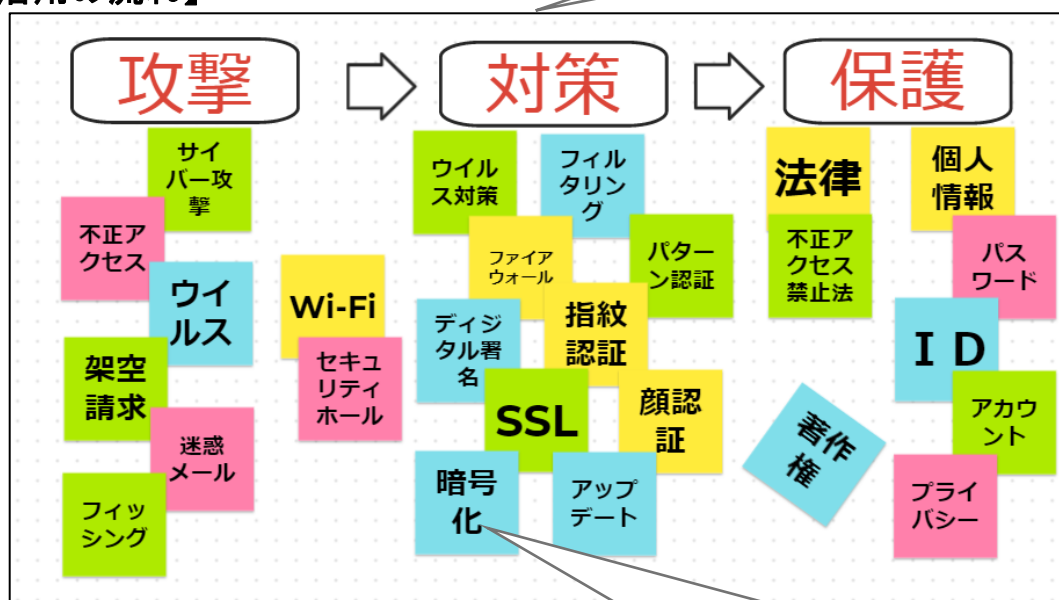 攻撃
対策
保護
サイ
バー攻
撃
不正ア
クセス
ウイ
ルス
架空
請求
迷惑
メール
フィッ
シング
Wi-Fi
セキュ
リティ
ホール
ウイル
ス対策
フィル
タリン
グ
ファイア
ウォール
パター
ン認証
ディジ
タル署
名
指紋
認証
SSL
顔認
証
暗号
化
アップ
デート
法律
不正ア
クセス
禁止法
個人
情報
パス
ワード
ＩＤ
アカウ
ント
著作
権
プライ
バシー